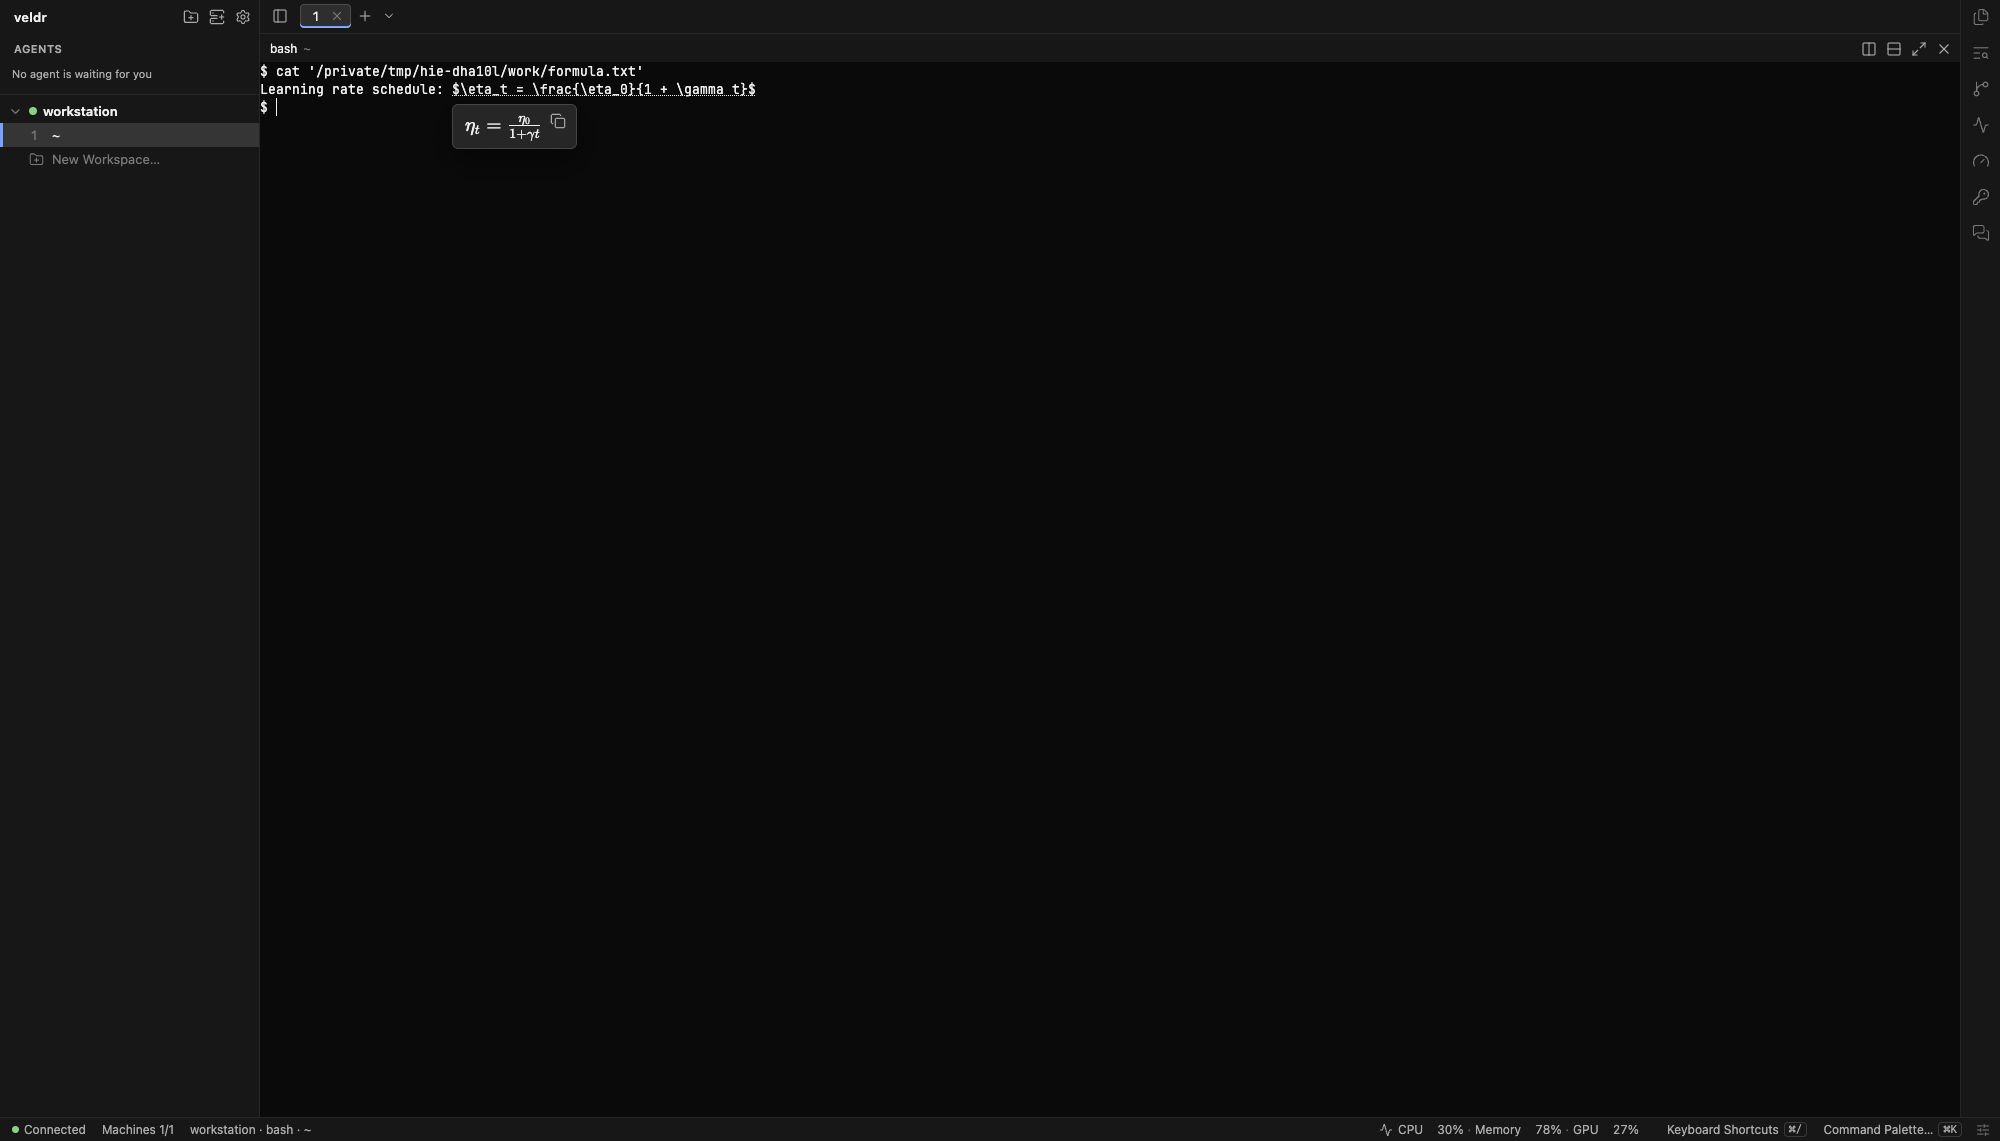 veldr
AGENTS
No agent is waiting for you
workstation
1 ~
New Workspace...
1
bash ~
$ cat '/private/tmp/hie-dha10l/work/formula.txt'
Learning rate schedule: $\eta_t = \frac{\eta_0}{1 + \gamma t}$
$
η_t = η_0 / 1+γt
Connected Machines 1/1 workstation · bash · ~ CPU 30% · Memory 78% · GPU 27% Keyboard Shortcuts ⌘/ Command Palette... ⌘K